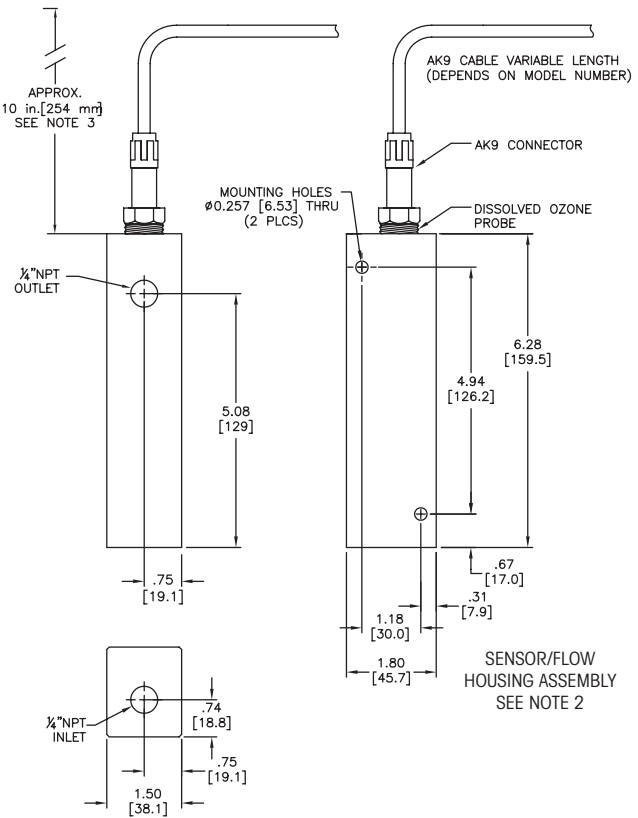 APPROX.
10 in.[254 mm]
SEE NOTE 3
AK9 CABLE VARIABLE LENGTH
(DEPENDS ON MODEL NUMBER)
AK9 CONNECTOR
MOUNTING HOLES
Ø0.257 [6.53] THRU
(2 PLCS)
DISSOLVED OZONE
PROBE
¼"NPT
OUTLET
5.08
[129]
6.28
[159.5]
4.94
[126.2]
.75
[19.1]
.67
[17.0]
.31
[7.9]
1.18
[30.0]
1.80
[45.7]
SENSOR/FLOW
HOUSING ASSEMBLY
SEE NOTE 2
¼"NPT
INLET
.74
[18.8]
.75
[19.1]
1.50
[38.1]